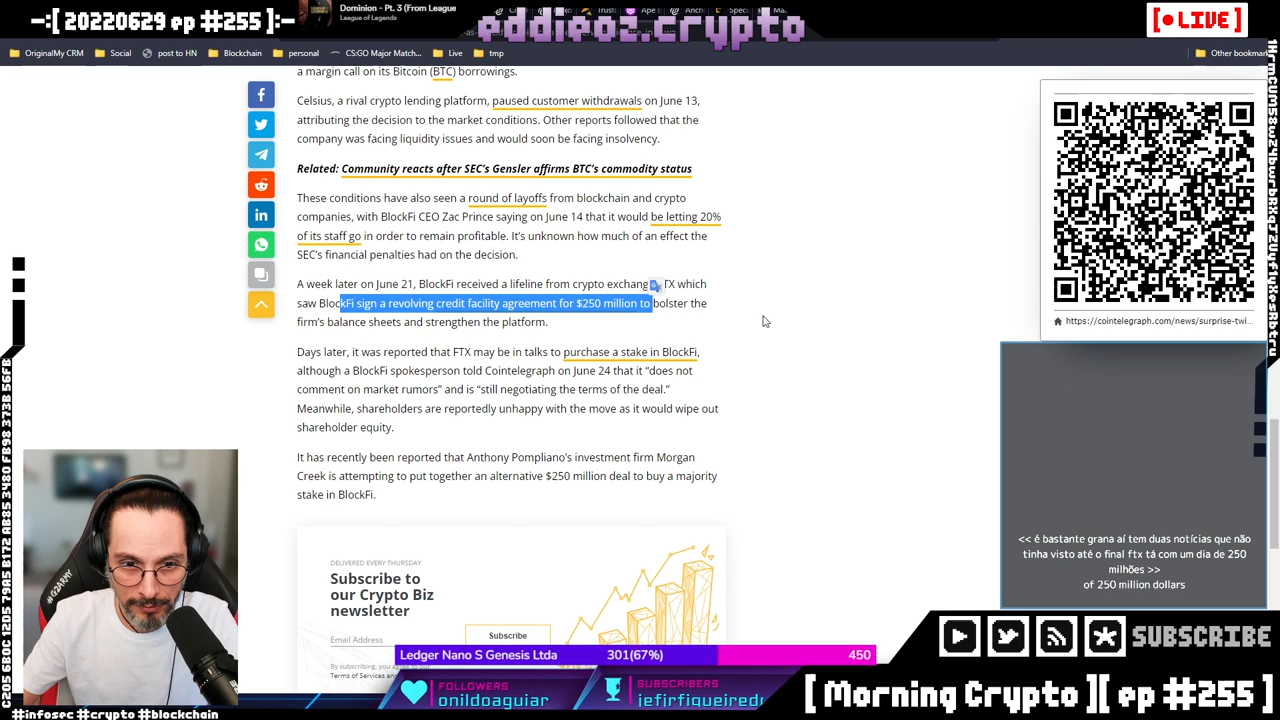 -:[ 20220629 ep #255 ]:-
Dominion - Pt. 3 (From League
League of Legends
eddieoz.crypto
[ • LIVE ]
OriginalMy CRM
Social
post to HN
Blockchain
personal
CS:GO Major Match...
Live
tmp
Other bookmar
a margin call on its Bitcoin (BTC) borrowings.
Celsius, a rival crypto lending platform, paused customer withdrawals on June 13,
attributing the decision to the market conditions. Other reports followed that the
company was facing liquidity issues and would soon be facing insolvency.
Related: Community reacts after SEC's Gensler affirms BTC's commodity status
These conditions have also seen a round of layoffs from blockchain and crypto
companies, with BlockFi CEO Zac Prince saying on June 14 that it would be letting 20%
of its staff go in order to remain profitable. It's unknown how much of an effect the
SEC's financial penalties had on the decision.
A week later on June 21, BlockFi received a lifeline from crypto exchang TX which
saw BlockFi sign a revolving credit facility agreement for $250 million to bolster the
firm's balance sheets and strengthen the platform.
Days later, it was reported that FTX may be in talks to purchase a stake in BlockFi,
although a BlockFi spokesperson told Cointelegraph on June 24 that it "does not
comment on market rumors" and is "still negotiating the terms of the deal."
Meanwhile, shareholders are reportedly unhappy with the move as it would wipe out
shareholder equity.
It has recently been reported that Anthony Pompliano's investment firm Morgan
Creek is attempting to put together an alternative $250 million deal to buy a majority
stake in BlockFi.
DELIVERED EVERY THURSDAY
Subscribe to
our Crypto Biz
newsletter
Email Address
Subscribe
By subscribing, you agree to our
Terms of Services an
https://cointelegraph.com/news/surprise-twi...
<< é bastante grana aí tem duas notícias que não
tinha visto até o final ftx tá com um dia de 250
milhões >>
of 250 million dollars
SUBSCRIBE
Ledger Nano S Genesis Ltda 301(67%) 450
FOLLOWERS
onildoaguiar
SUBSCRIBERS
jefirfiqueired
[ Morning Crypto ][ ep #255 ]
#infosec #crypto #blockchain